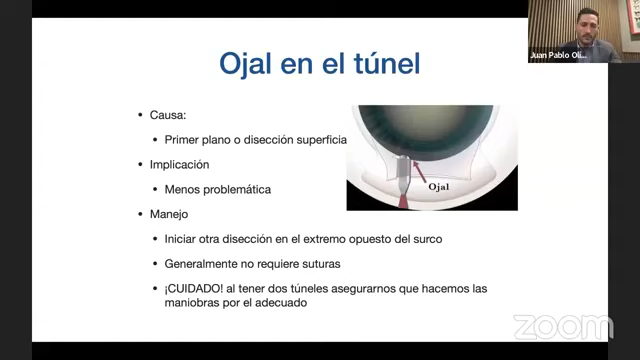 Juan Pablo Oli...
Ojal en el túnel
• Causa:
• Primer plano o disección superficia
Ojal
• Implicación
• Menos problemática
• Manejo
• Iniciar otra disección en el extremo opuesto del surco
• Generalmente no requiere suturas
• ¡CUIDADO! al tener dos túneles asegurarnos que hacemos las
maniobras por el adecuado
zoom